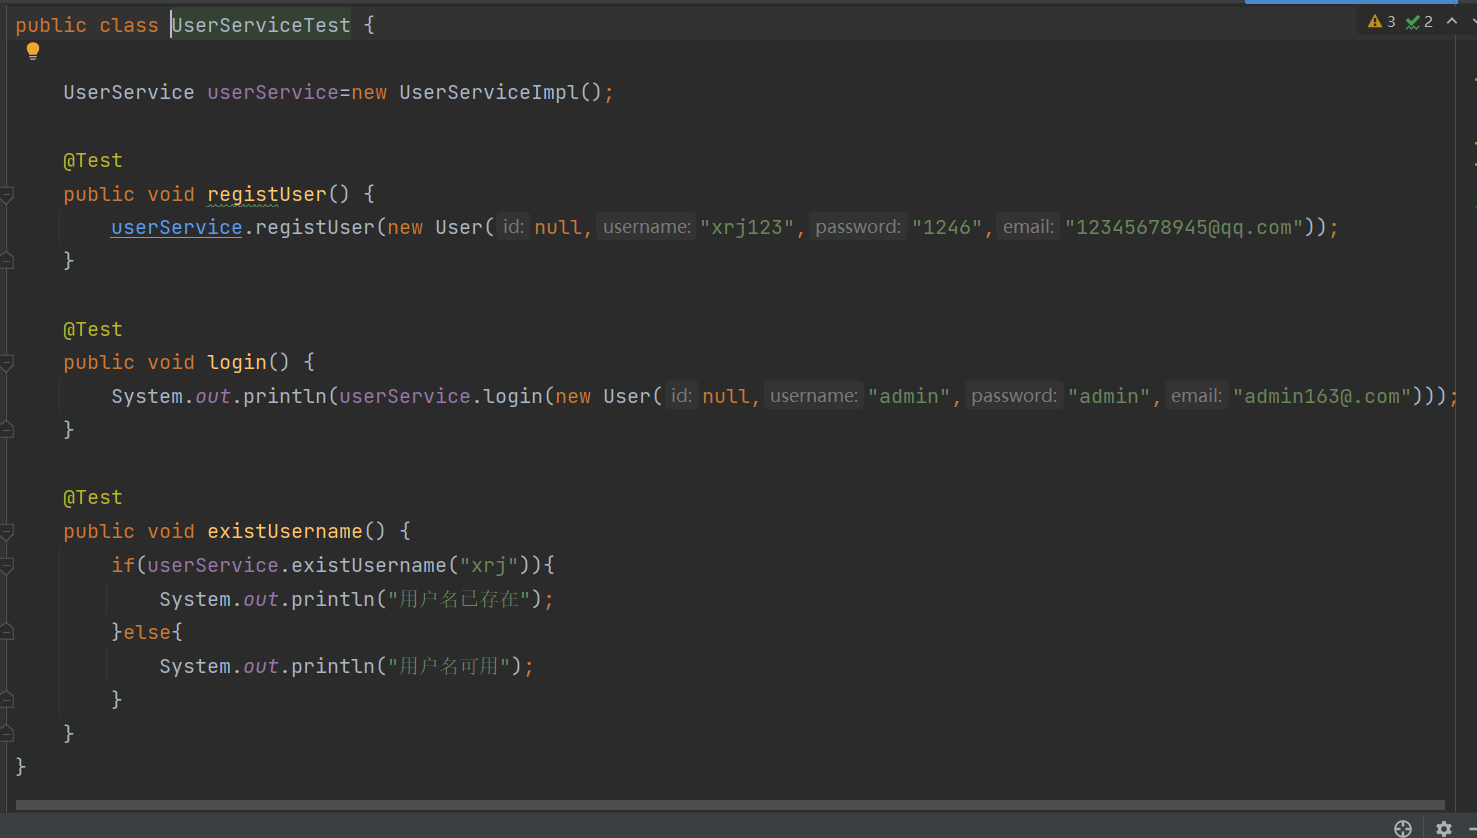 public class UserServiceTest {
3 2
UserService userService=new UserServiceImpl();
@Test
public void registUser() {
userService.registUser(new User( id: null, username: "xrj123", password: "1246", email: "12345678945@qq.com"));
}
@Test
public void login() {
System.out.println(userService.login(new User( id: null, username: "admin", password: "admin", email: "admin163@.com")));
}
@Test
public void existUsername() {
if(userService.existUsername("xrj")){
System.out.println("用户名已存在");
}else{
System.out.println("用户名可用");
}
}
}